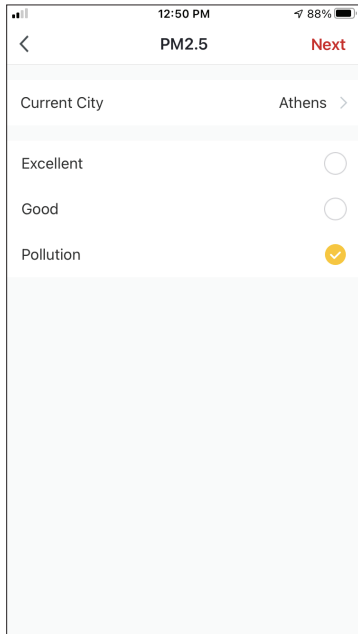 12:50 PM 88%
PM2.5 Next
Current City Athens
Excellent
Good
Pollution